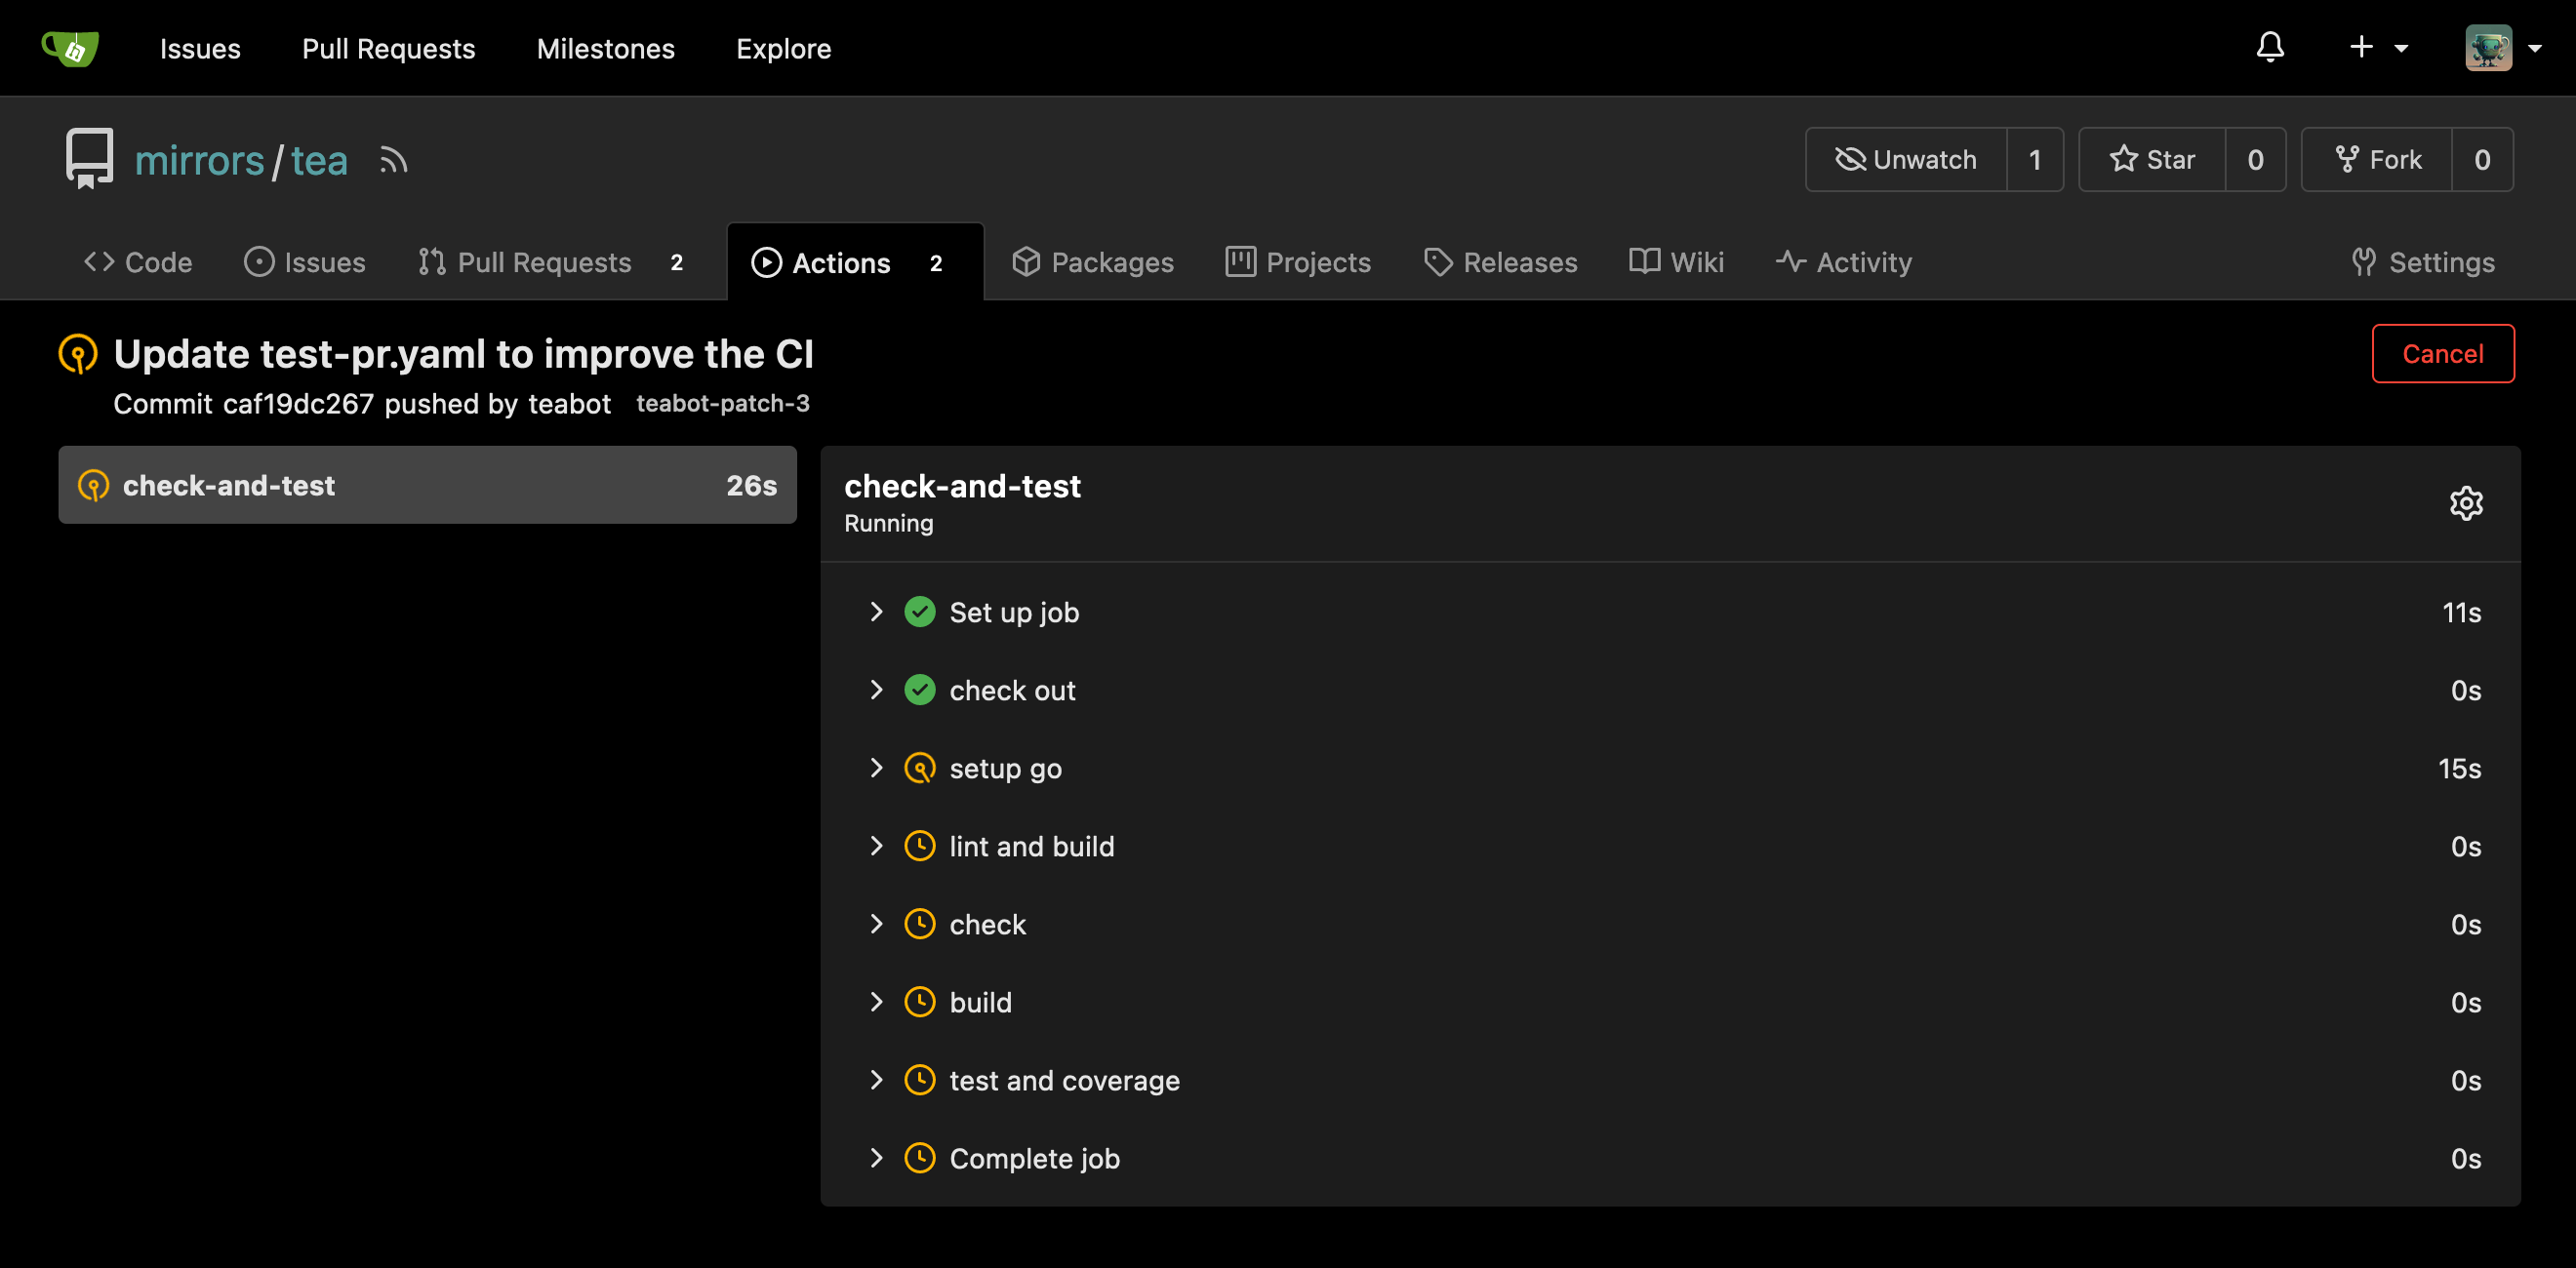 Issues Pull Requests Milestones Explore
mirrors/tea Unwatch 1 Star 0 Fork 0
Code Issues Pull Requests 2 Actions 2 Packages Projects Releases Wiki Activity Settings
Update test-pr.yaml to improve the CI Cancel
Commit caf19dc267 pushed by teabot teabot-patch-3
check-and-test 26s
check-and-test
Running
Set up job 11s
check out 0s
setup go 15s
lint and build 0s
check 0s
build 0s
test and coverage 0s
Complete job 0s